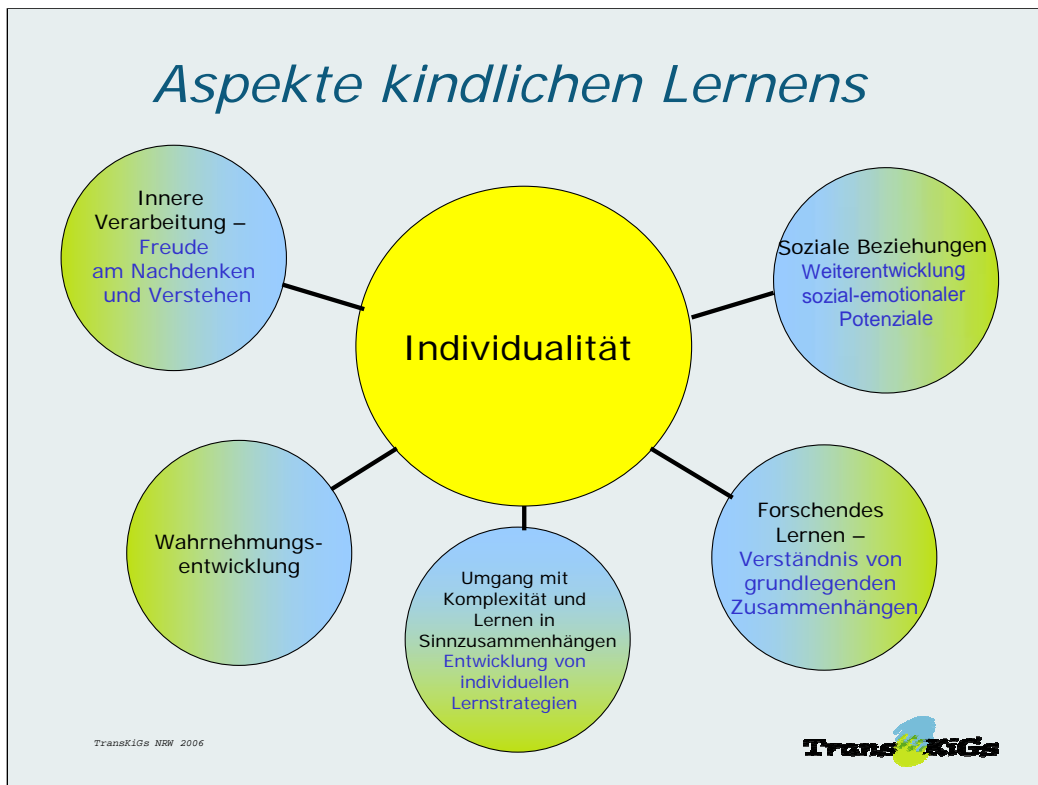 Aspekte kindlichen Lernens
Innere
Verarbeitung –
Freude
am Nachdenken
und Verstehen
Soziale Beziehungen
Weiterentwicklung
sozial-emotionaler
Potenziale
Individualität
Wahrnehmungs-
entwicklung
Umgang mit
Komplexität und
Lernen in
Sinnzusammenhängen
Entwicklung von
individuellen
Lernstrategien
Forschendes
Lernen –
Verständnis von
grundlegenden
Zusammenhängen
TransKiGs NRW 2006
Trans KiGs